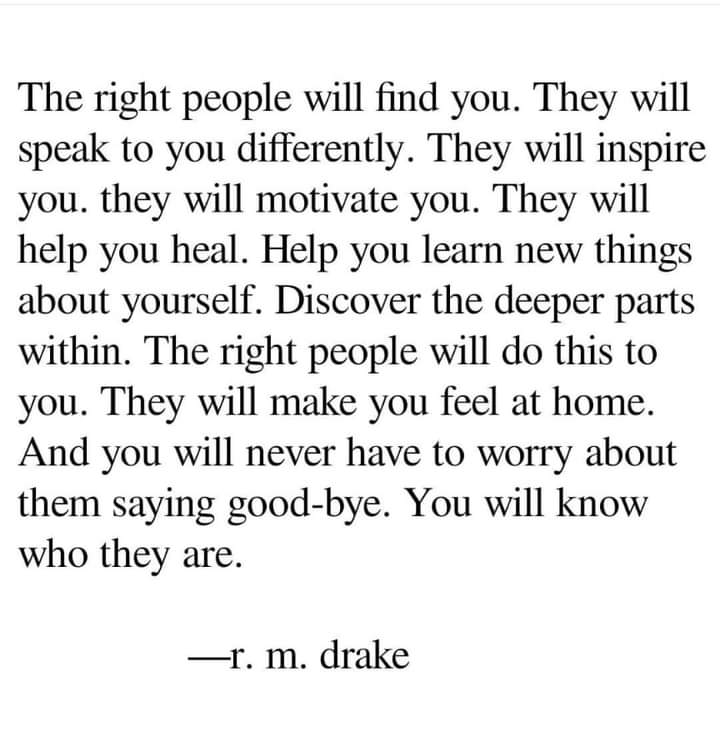 The right people will find you. They will
speak to you differently. They will inspire
you. they will motivate you. They will
help you heal. Help you learn new things
about yourself. Discover the deeper parts
within. The right people will do this to
you. They will make you feel at home.
And you will never have to worry about
them saying good-bye. You will know
who they are.
—r. m. drake